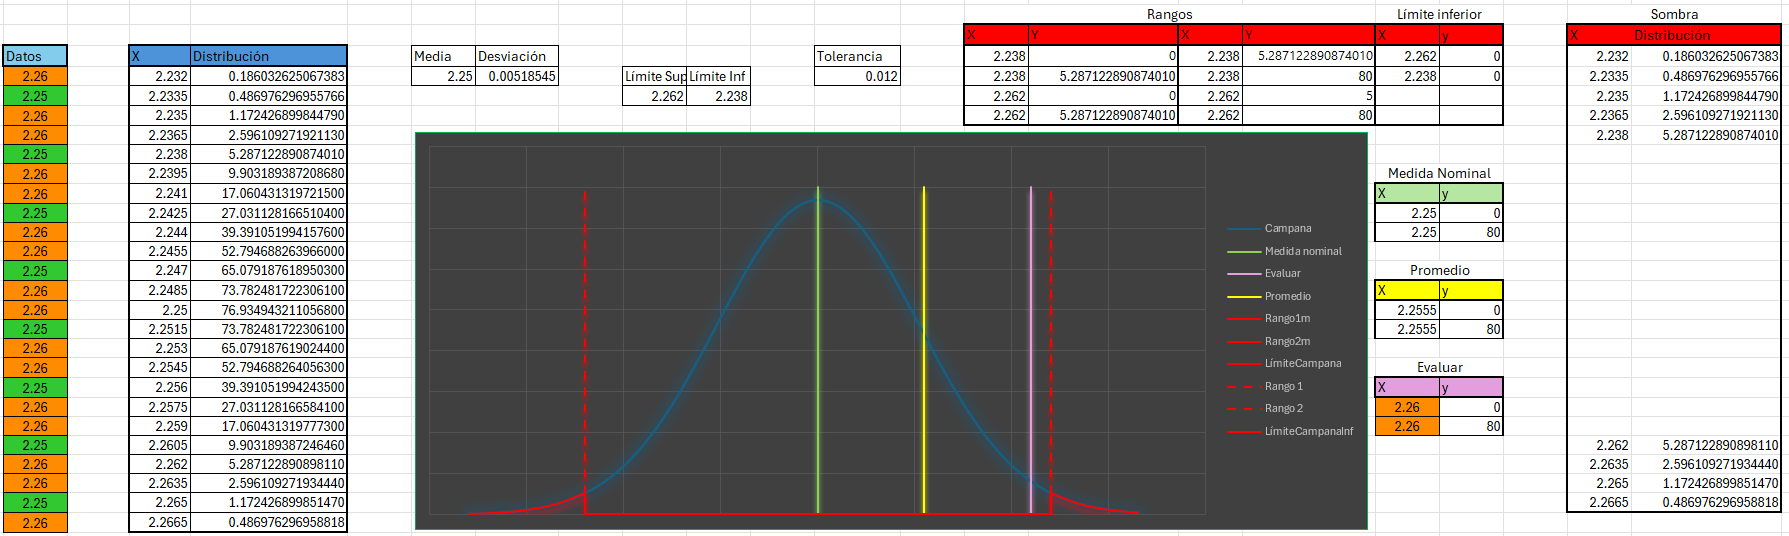 Rangos Límite inferior Sombra
X Y X Y X y X Distribución
Datos X Distribución Media Desviación Tolerancia 2.238 0 2.238 5.287122890874010 2.262 0 2.232 0.186032625067383
2.26 2.232 0.186032625067383 2.25 0.00518545 Límite Sup Límite Inf 0.012 2.238 5.287122890874010 2.238 80 2.238 0 2.2335 0.486976296955766
2.25 2.2335 0.486976296955766 2.262 2.238 2.262 0 2.262 5 2.235 1.172426899844790
2.26 2.235 1.172426899844790 2.262 5.287122890874010 2.262 80 2.2365 2.596109271921130
2.26 2.2365 2.596109271921130 2.238 5.287122890874010
2.25 2.238 5.287122890874010
2.26 2.2395 9.903189387208680 Medida Nominal
2.26 2.241 17.060431319721500 X y
2.25 2.2425 27.031128166510400 2.25 0
2.26 2.244 39.391051994157600 Campana 2.25 80
2.26 2.2455 52.794688263966000 Medida nominal
2.25 2.247 65.079187618950300 Evaluar Promedio
2.26 2.2485 73.782481722306100 Promedio X y
2.26 2.25 76.934943211056800 Rango1m 2.2555 0
2.25 2.2515 73.782481722306100 Rango2m 2.2555 80
2.26 2.253 65.079187619024400
2.26 2.2545 52.794688264056300 LímiteCampana Evaluar
2.25 2.256 39.391051994243500 Rango 1 X y
2.26 2.2575 27.031128166584100 Rango 2 2.26 0
2.26 2.259 17.060431319777300 LímiteCampanaInf 2.26 80
2.25 2.2605 9.903189387246460 2.262 5.287122890898110
2.26 2.262 5.287122890898110 2.2635 2.596109271934440
2.26 2.2635 2.596109271934440 2.265 1.172426899851470
2.25 2.265 1.172426899851470 2.2665 0.486976296958818
2.26 2.2665 0.486976296958818